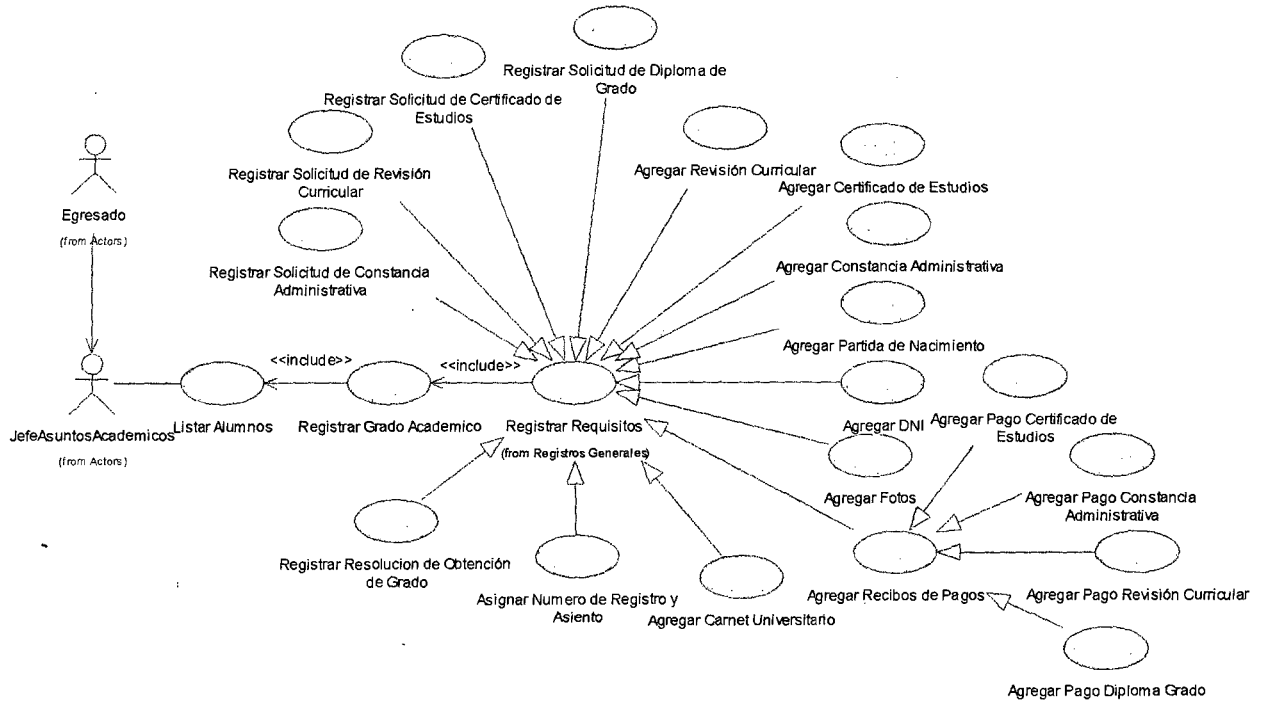 Registrar Solicitud de Diploma de
Grado
Registrar Solicitud de Certificado de
Estudios
Agregar Revisión Curricular
Registrar Solicitud de Revisión
Curricular
Agregar Certificado de Estudios
Egresado
(from Actors)
Registrar Solicitud de Constancia
Administrativa
Agregar Constancia Administrativa
Agregar Partida de Nacimiento
<<include>>
<<include>>
JefeAsuntosAcademicos
(from Actors)
Listar Alumnos
Registrar Grado Academico
Registrar Requisitos
(from Registros Generales)
Agregar DNI
Agregar Pago Certificado de
Estudios
Agregar Fotos
Agregar Pago Constancia
Administrativa
Registrar Resolucion de Obtención
de Grado
Asignar Numero de Registro y
Asiento
Agregar Carnet Universitario
Agregar Recibos de Pagos
Agregar Pago Revisión Curricular
Agregar Pago Diploma Grado